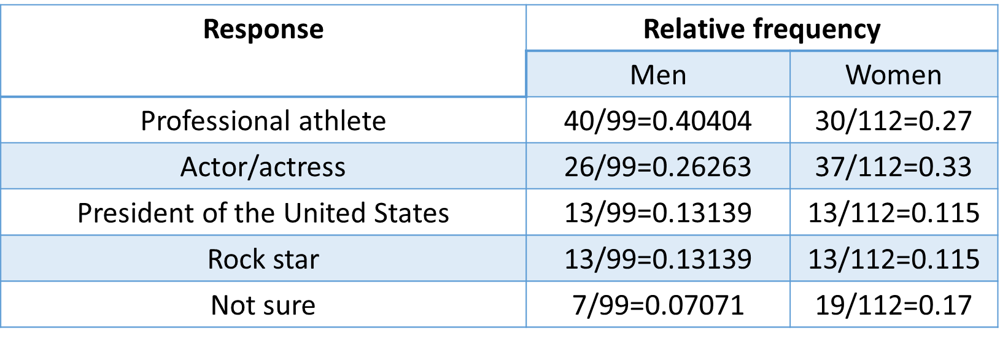 Response Relative frequency
Men Women
Professional athlete 40/99=0.40404 30/112=0.27
Actor/actress 26/99=0.26263 37/112=0.33
President of the United States 13/99=0.13139 13/112=0.115
Rock star 13/99=0.13139 13/112=0.115
Not sure 7/99=0.07071 19/112=0.17